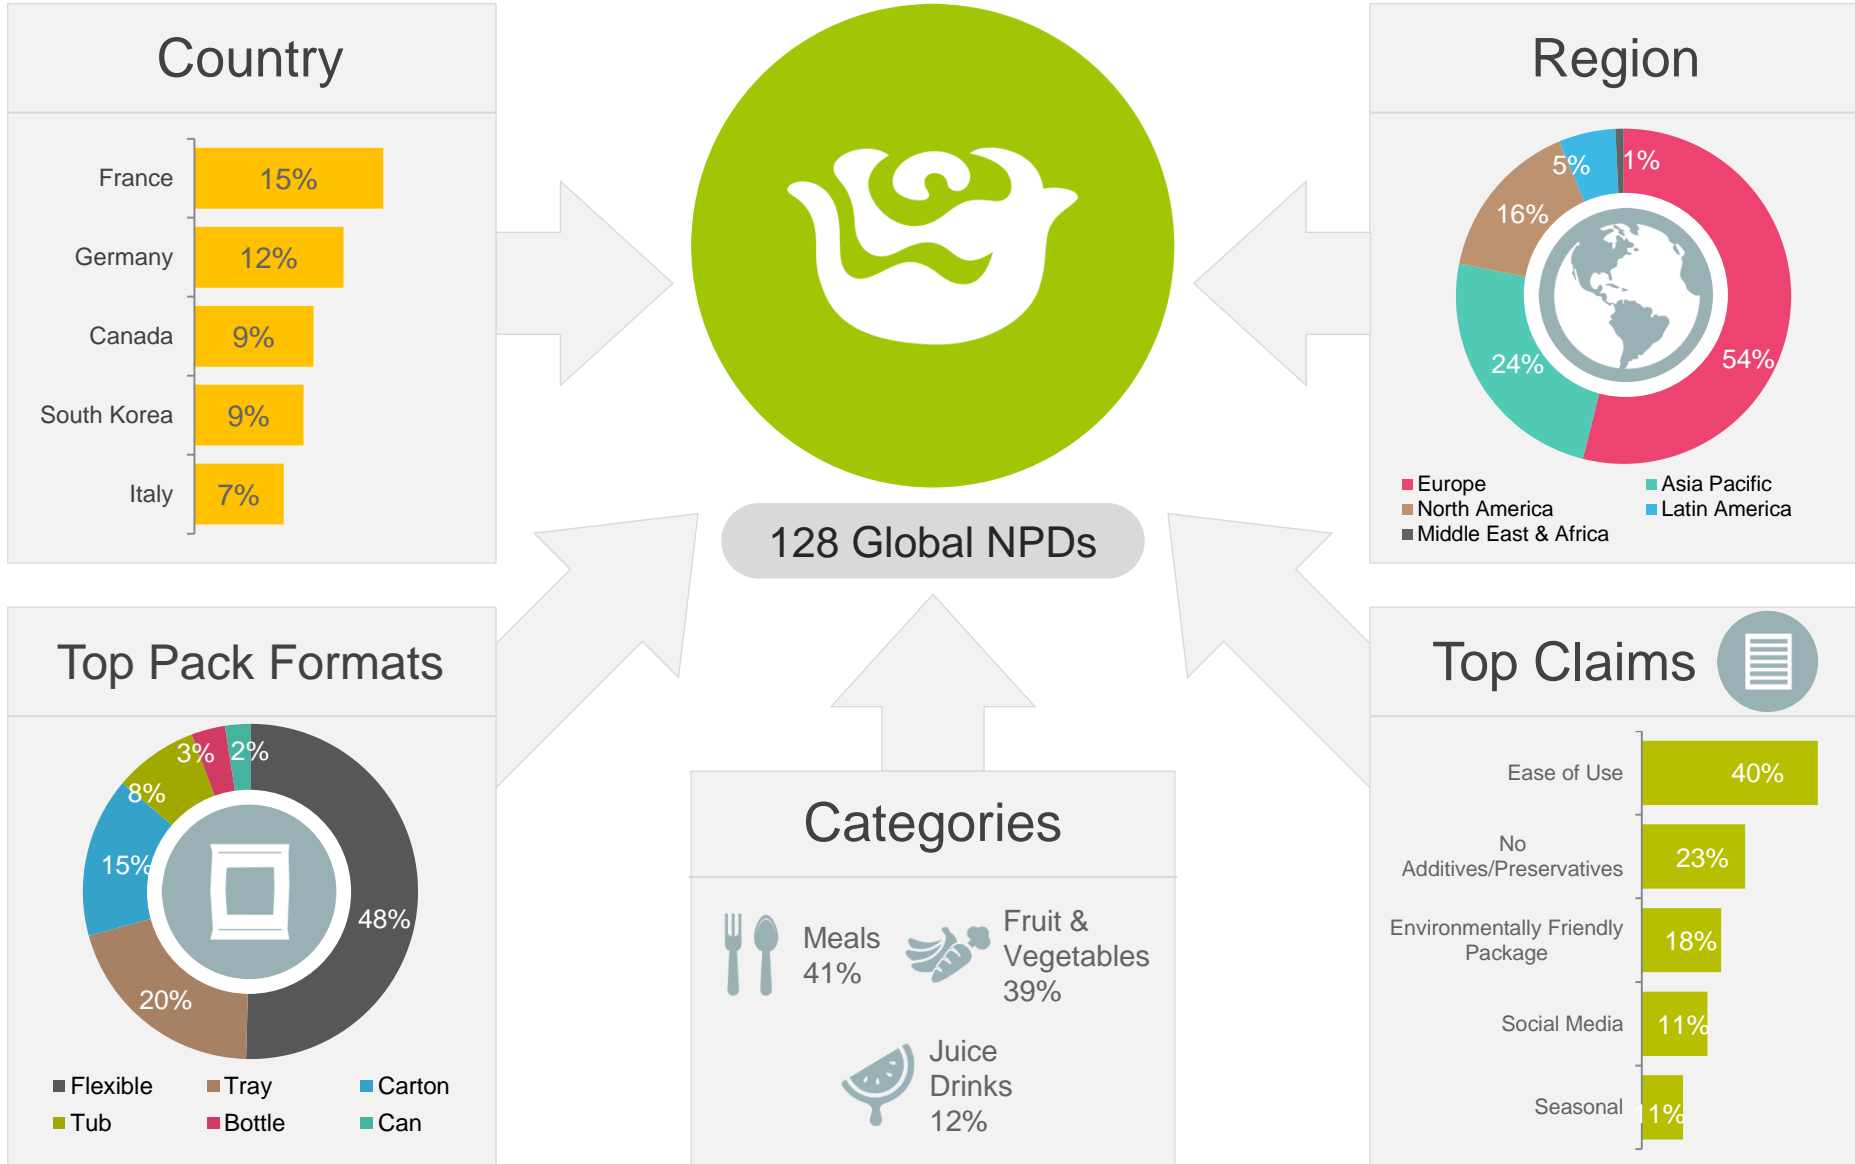 Country
France
15%
Germany
12%
Canada
9%
South Korea
9%
Italy
7%
128 Global NPDs
Region
5%
1%
16%
24%
54%
Europe
Asia Pacific
North America
Latin America
Middle East & Africa
Top Pack Formats
3%
2%
8%
15%
48%
20%
Flexible
Tray
Carton
Tub
Bottle
Can
Categories
Meals
41%
Fruit &
Vegetables
39%
Juice
Drinks
12%
Top Claims
Ease of Use
40%
No
Additives/Preservatives
23%
Environmentally Friendly
Package
18%
Social Media
11%
Seasonal
11%